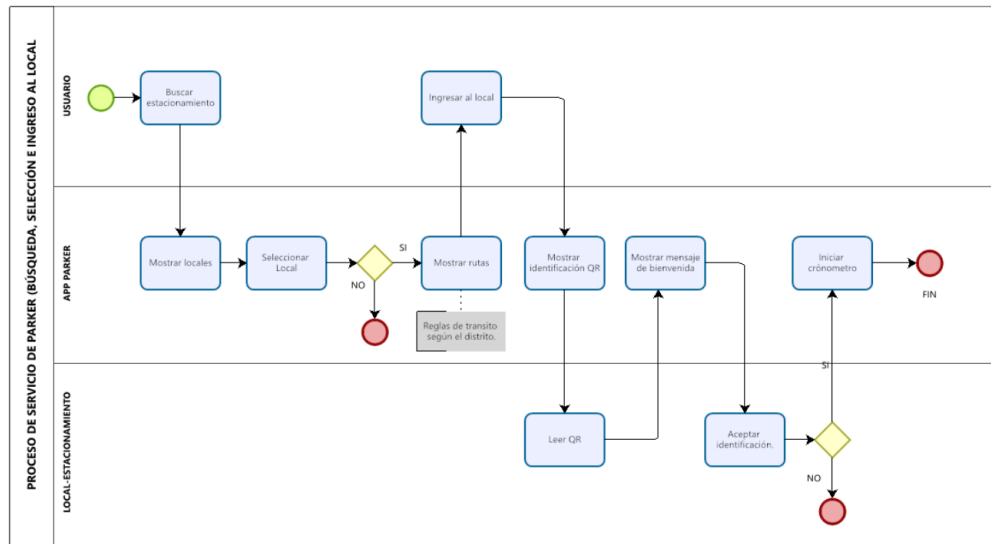 PROCESO DE SERVICIO DE PARKER (BÚSQUEDA, SELECCIÓN E INGRESO AL LOCAL
USUARIO
Buscar
estacionamiento
Ingresar al local
APP PARKER
Mostrar locales
Seleccionar
Local
SI
NO
Mostrar rutas
Reglas de transito
según el distrito.
Mostrar
identificación QR
Mostrar mensaje
de bienvenida
Iniciar
crónometro
FIN
LOCAL-ESTACIONAMIENTO
Leer QR
Aceptar
identificación.
SI
NO